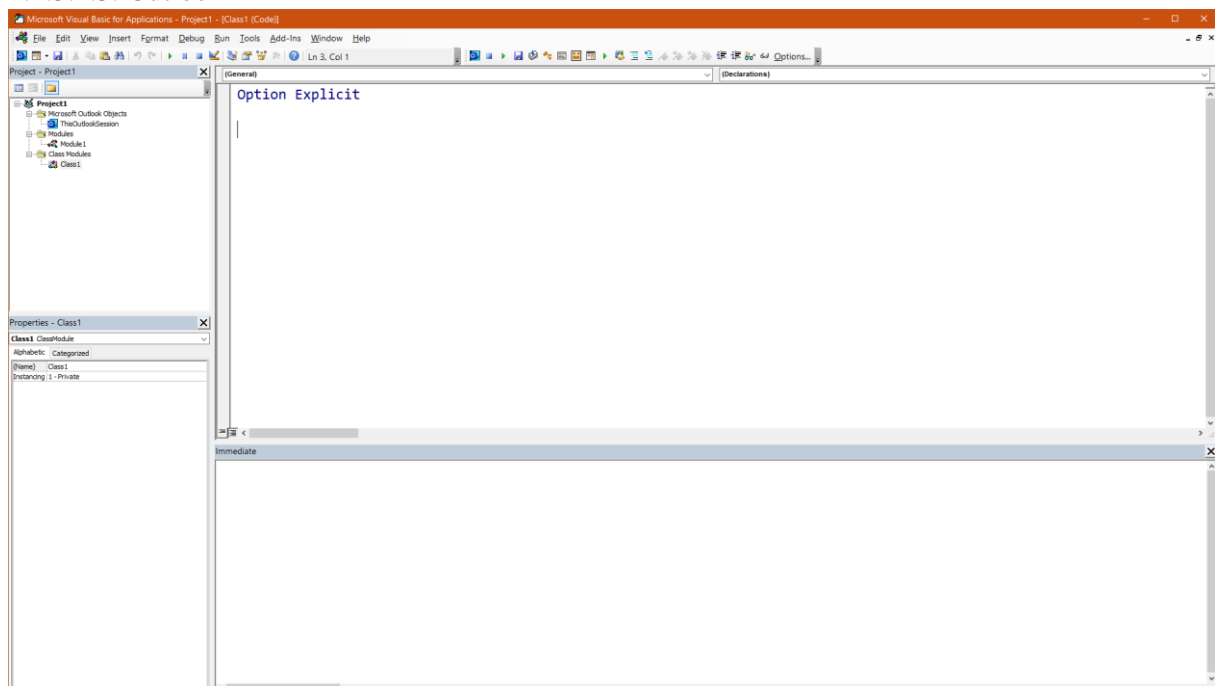 Microsoft Visual Basic for Applications - Project1 - [Class1 (Code)]
File Edit View Insert Format Debug Run Tools Add-Ins Window Help
Ln 3, Col 1
Options...
Project - Project1
(General)
(Declarations)
Option Explicit
Project1
Microsoft Outlook Objects
ThisOutlookSession
Modules
Module1
Class Modules
Class1
Properties - Class1
Class1 ClassModule
Alphabetic Categorized
(Name) Class1
Instancing 1 - Private
Immediate